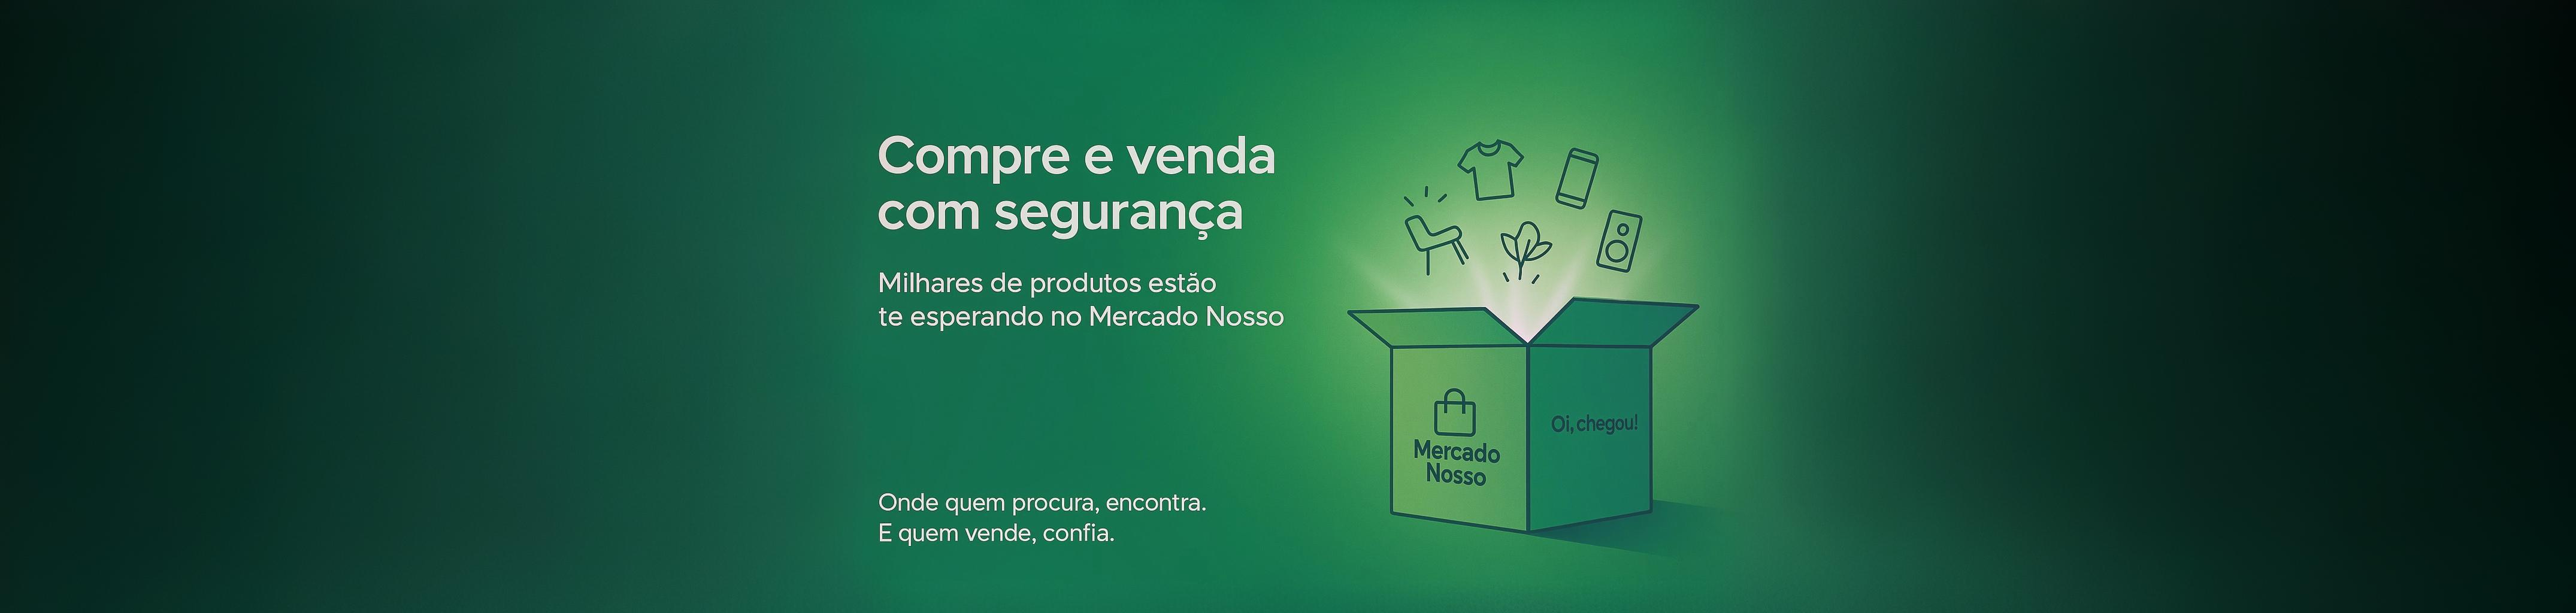 Compre e venda
com segurança
Milhares de produtos estão
te esperando no Mercado Nosso
Onde quem procura, encontra.
E quem vende, confia.
Mercado
Nosso
Oi, chegou!